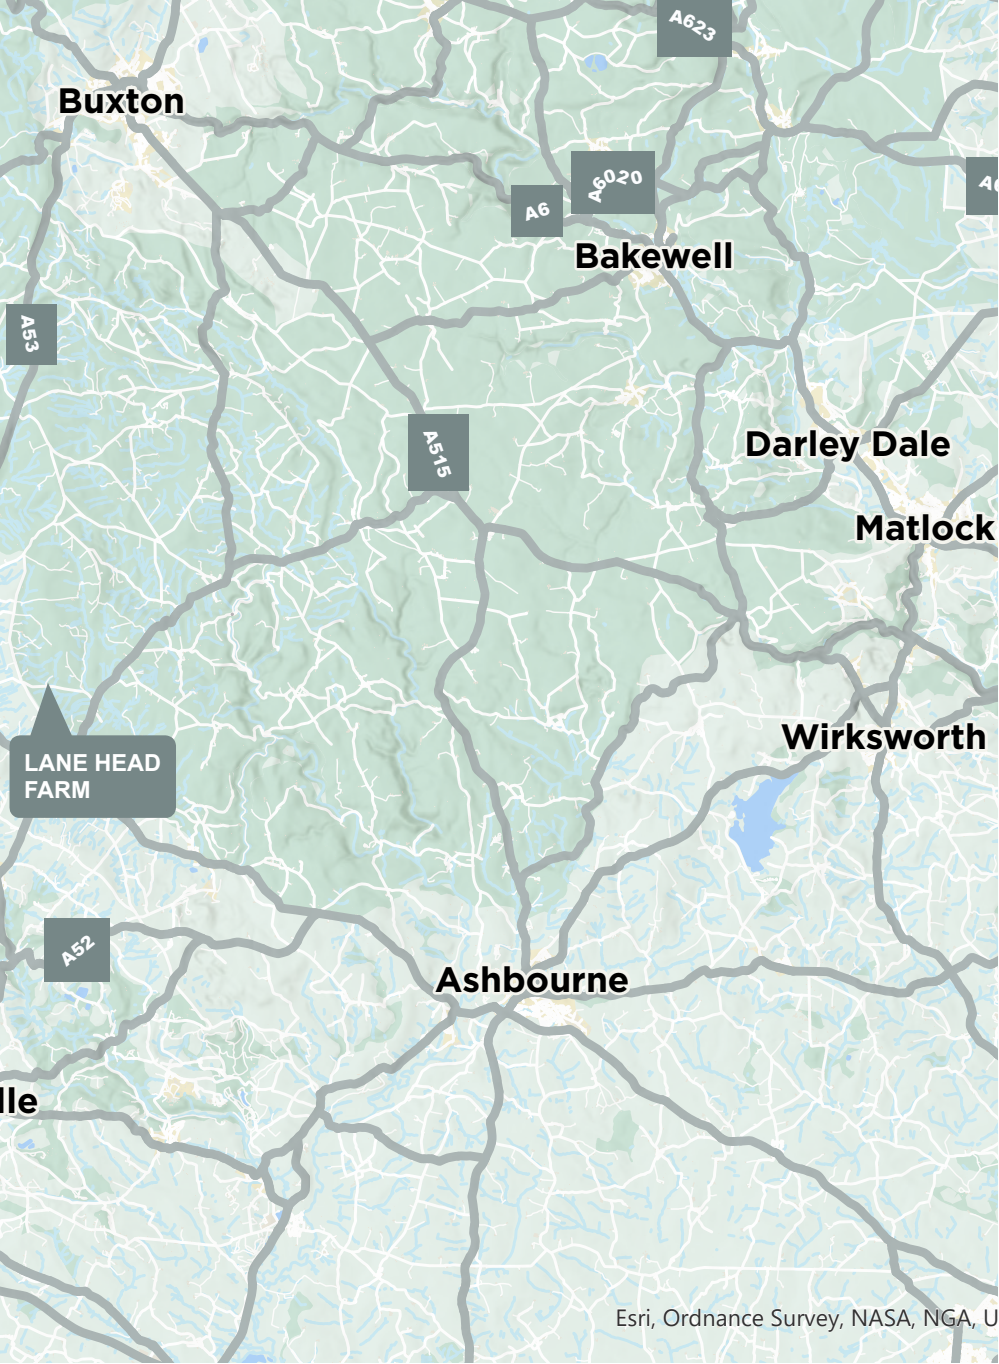 A623
Buxton
A6020
A6
A6
Bakewell
A53
A515
Darley Dale
Matlock
LANE HEAD
FARM
Wirksworth
A52
Ashbourne
lle
Esri, Ordnance Survey, NASA, NGA, U